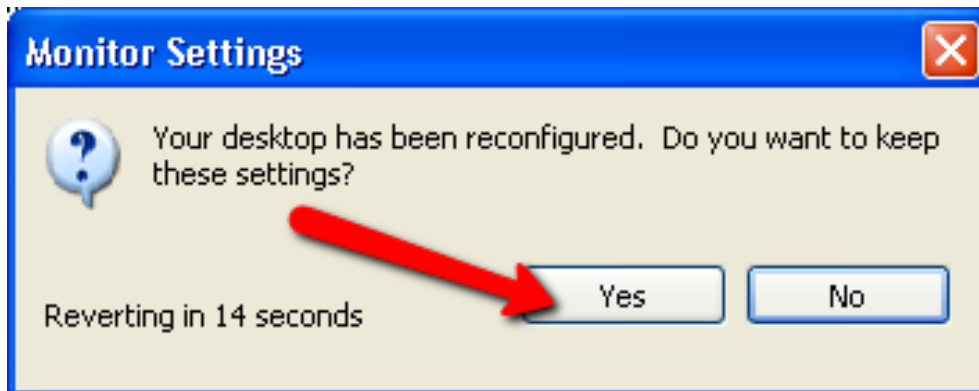 Monitor Settings
Your desktop has been reconfigured. Do you want to keep
these settings?
Yes
No
Reverting in 14 seconds